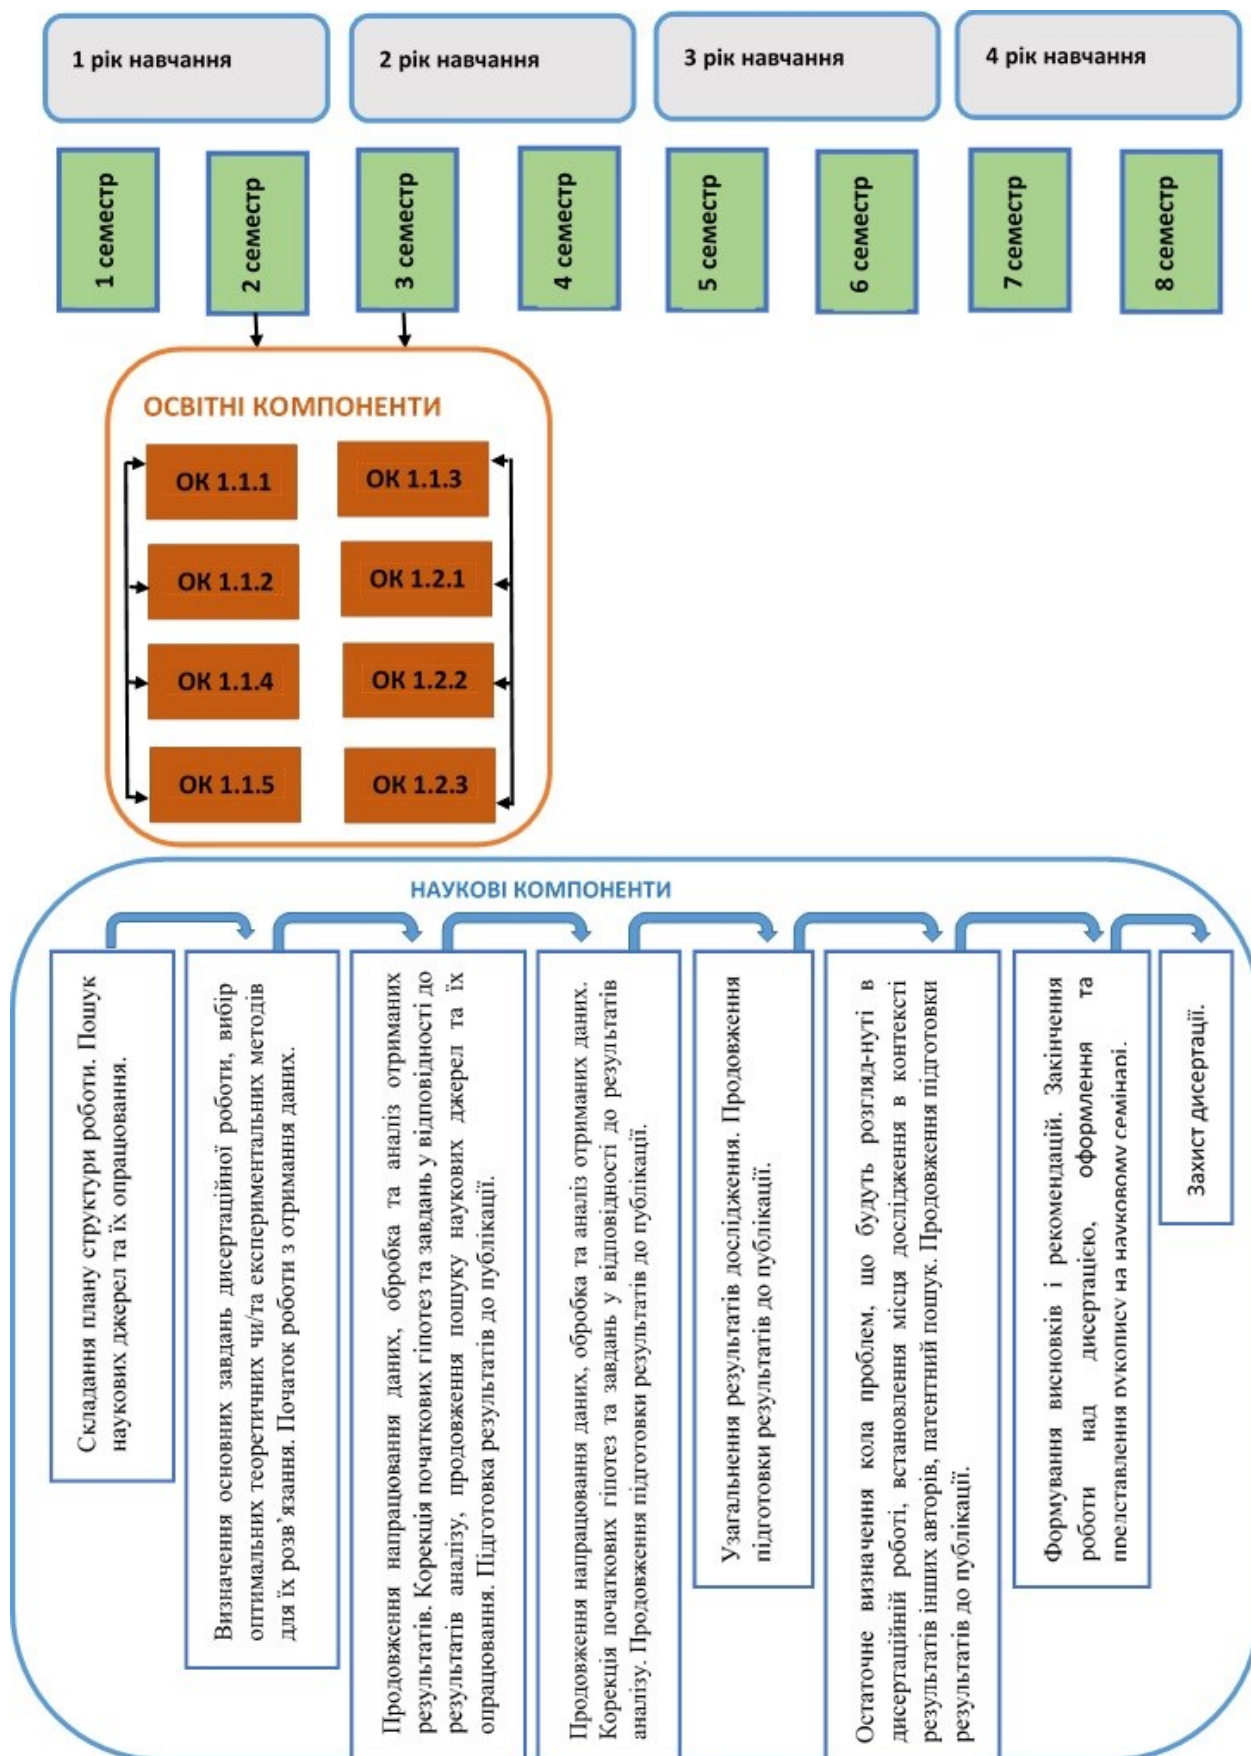 1 рік навчання
2 рік навчання
3 рік навчання
4 рік навчання
1 семестр
2 семестр
3 семестр
4 семестр
5 семестр
6 семестр
7 семестр
8 семестр
ОСВІТНІ КОМПОНЕНТИ
ОК 1.1.1
ОК 1.1.3
ОК 1.1.2
ОК 1.2.1
ОК 1.1.4
ОК 1.2.2
ОК 1.1.5
ОК 1.2.3
НАУКОВІ КОМПОНЕНТИ
Складання плану структури роботи. Пошук
наукових джерел та їх опрацювання.
Визначення основних завдань дисертаційної роботи, вибір
оптимальних теоретичних чи/та експериментальних методів
для їх розв’язання. Початок роботи з отримання даних.
Продовження напрацювання даних, обробка та аналіз отриманих
результатів. Корекція початкових гіпотез та завдань у відповідності до
результатів аналізу, продовження пошуку наукових джерел та їх
опрацювання. Підготовка результатів до публікації.
Продовження напрацювання даних, обробка та аналіз отриманих даних.
Корекція початкових гіпотез та завдань у відповідності до результатів
аналізу. Продовження підготовки результатів до публікації.
Узагальнення результатів дослідження. Продовження
підготовки результатів до публікації.
Остаточне визначення кола проблем, що будуть розгляд-нуті в
дисертаційній роботі, встановлення місця дослідження в контексті
результатів інших авторів, патентний пошук. Продовження підготовки
результатів до публікації.
Формування висновків і рекомендацій. Закінчення
роботи над дисертацією, оформлення та
представлення рукопису на науковому семінарі.
Захист дисертації.